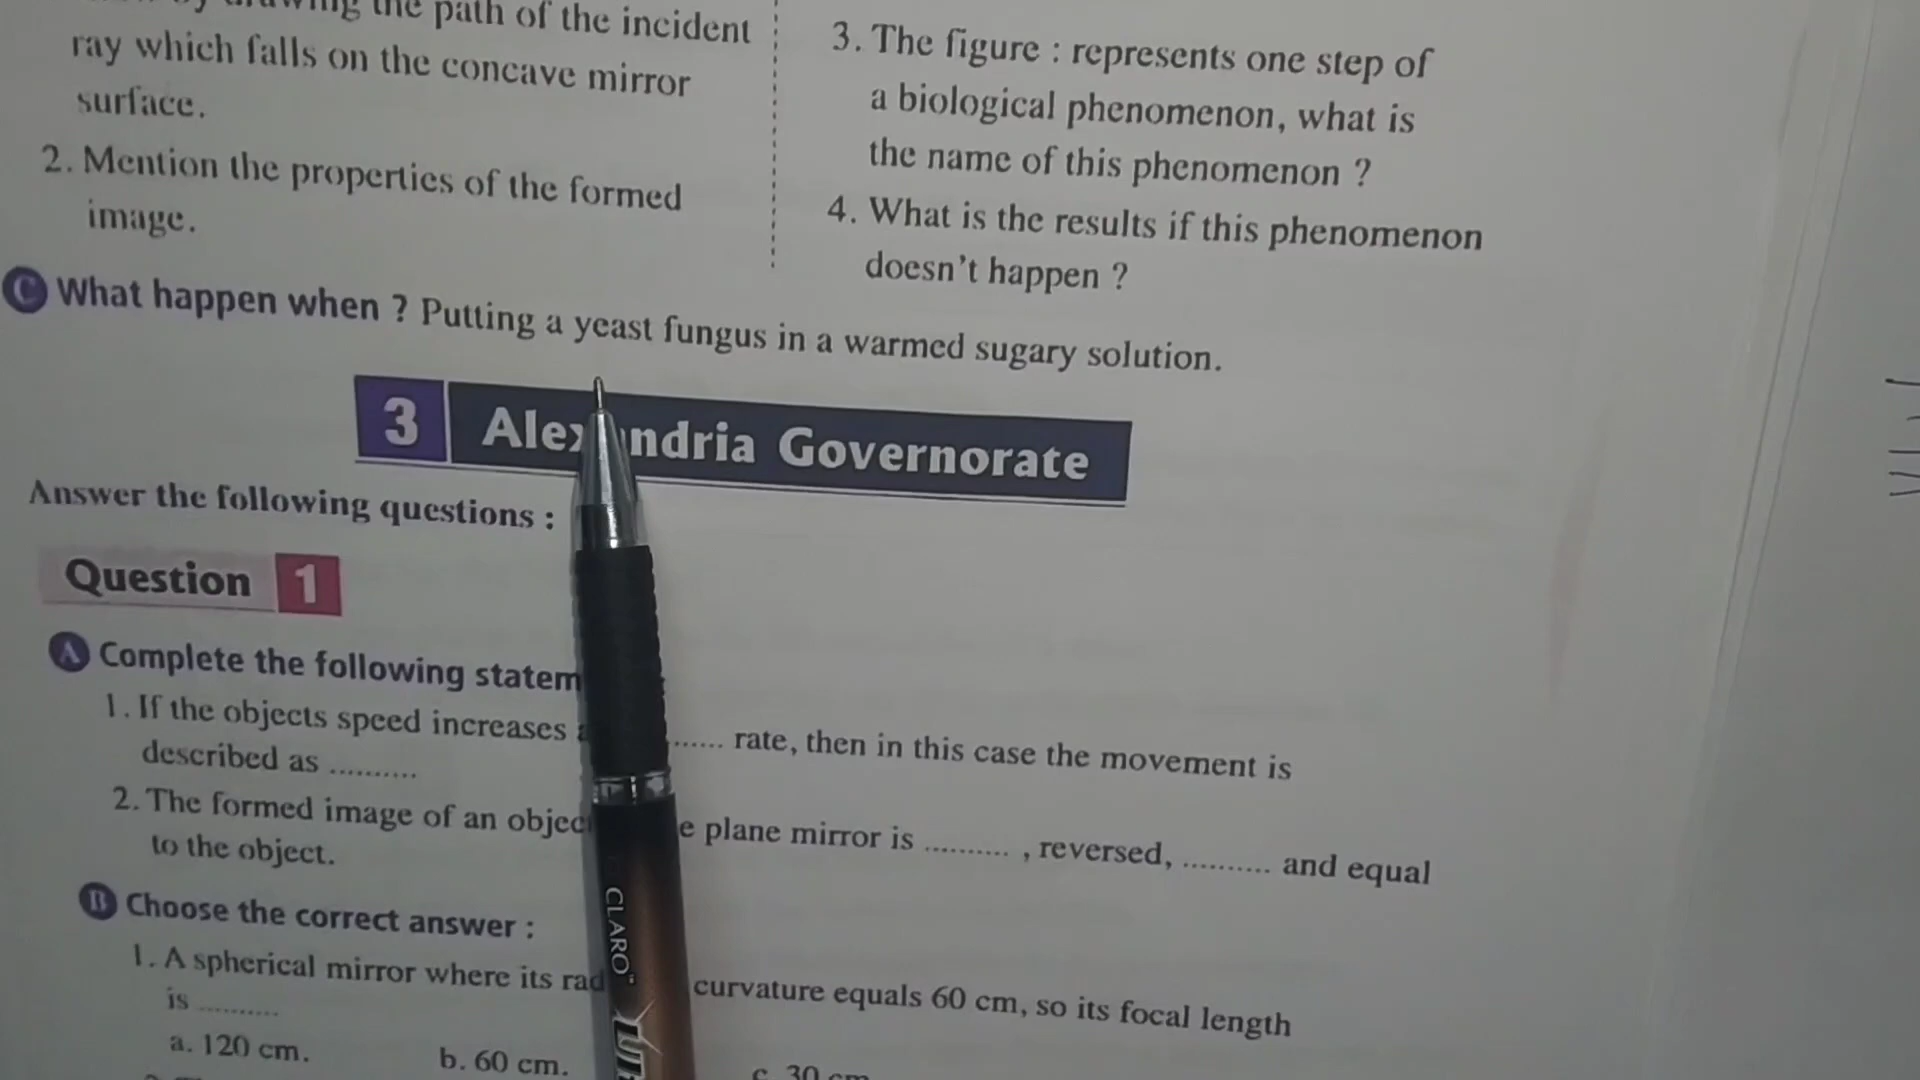 the path of the incident
ray which falls on the concave mirror
surface.
2. Mention the properties of the formed
image.
3. The figure : represents one step of
a biological phenomenon, what is
the name of this phenomenon ?
4. What is the results if this phenomenon
doesn't happen ?
C What happen when ? Putting a yeast fungus in a warmed sugary solution.
3 Alexandria Governorate
Answer the following questions :
Question 1
A Complete the following statem
1. If the objects speed increases ...... rate, then in this case the movement is
described as ..........
2. The formed image of an objec e plane mirror is .........., reversed, .......... and equal
to the object.
B Choose the correct answer :
1. A spherical mirror where its rad curvature equals 60 cm, so its focal length
is ..........
a. 120 cm. b. 60 cm. c. 30 cm
CLARO